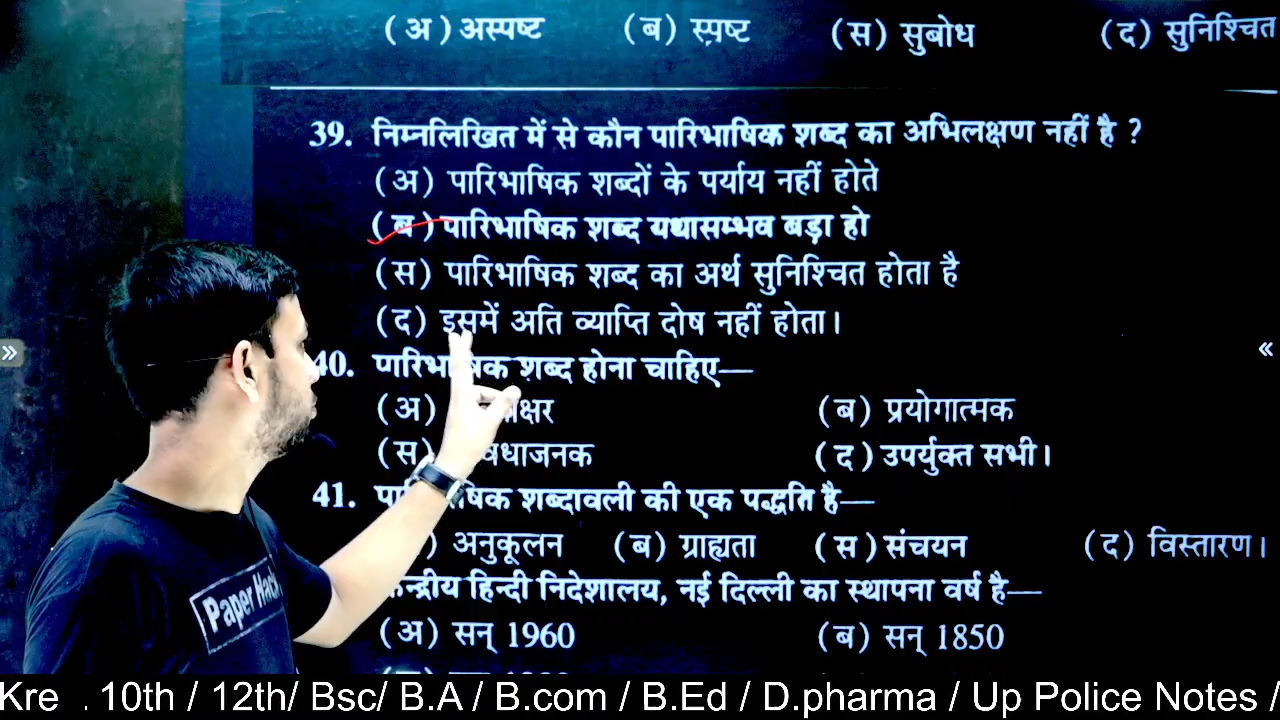 (अ) अस्पष्ट (ब) स्पष्ट (स) सुबोध (द) सुनिश्चित
39. निम्नलिखित में से कौन पारिभाषिक शब्द का अभिलक्षण नहीं है ?
(अ) पारिभाषिक शब्दों के पर्याय नहीं होते
(ब) पारिभाषिक शब्द यथासम्भव बड़ा हो
(स) पारिभाषिक शब्द का अर्थ सुनिश्चित होता है
(द) इसमें अति व्याप्ति दोष नहीं होता।
40. शब्द होना चाहिए—
(अ) (ब) प्रयोगात्मक
(स) (द) उपर्युक्त सभी।
41. शब्दावली की एक पद्धति है—
अनुकूलन (ब) ग्राह्यता (स) संचयन (द) विस्तारण।
हिन्दी निदेशालय, नई दिल्ली का स्थापना वर्ष है—
(अ) सन् 1960 (ब) सन् 1850
Paper
Kre . 10th / 12th/ Bsc/ B.A / B.com / B.Ed / D.pharma / Up Police Notes /